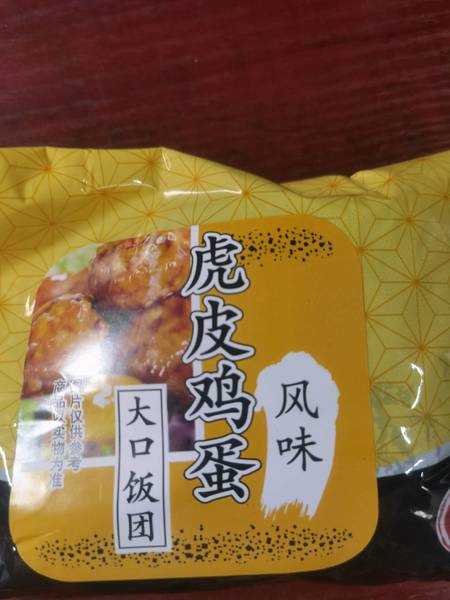 虎皮鸡蛋
风味
大口饭团
图片仅供参考
商品以实物为准